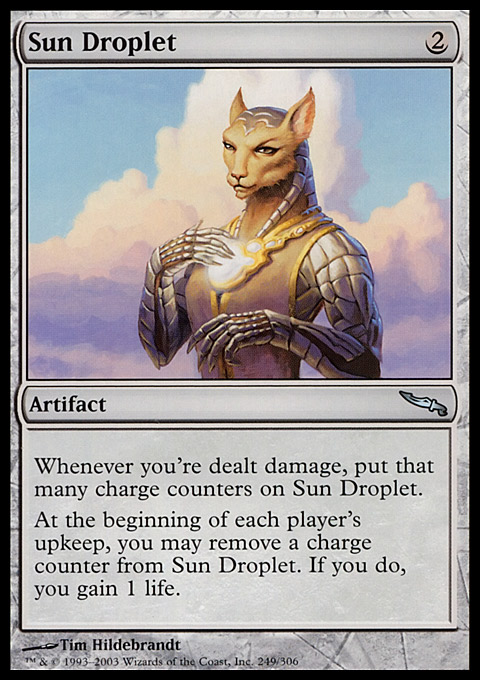 Sun Droplet 2
Artifact
Whenever you're dealt damage, put that
many charge counters on Sun Droplet.
At the beginning of each player's
upkeep, you may remove a charge
counter from Sun Droplet. If you do,
you gain 1 life.
Tim Hildebrandt
™ & © 1993–2003 Wizards of the Coast, Inc. 249/306